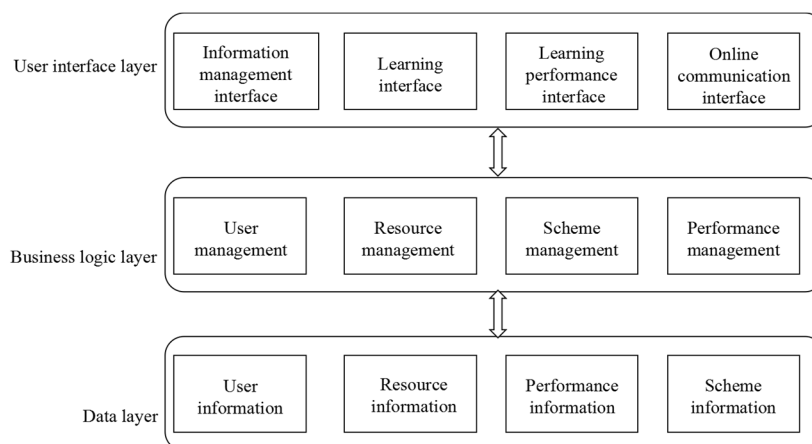 User interface layer
Information
management
interface
Learning
interface
Learning
performance
interface
Online
communication
interface
Business logic layer
User
management
Resource
management
Scheme
management
Performance
management
Data layer
User
information
Resource
information
Performance
information
Scheme
information